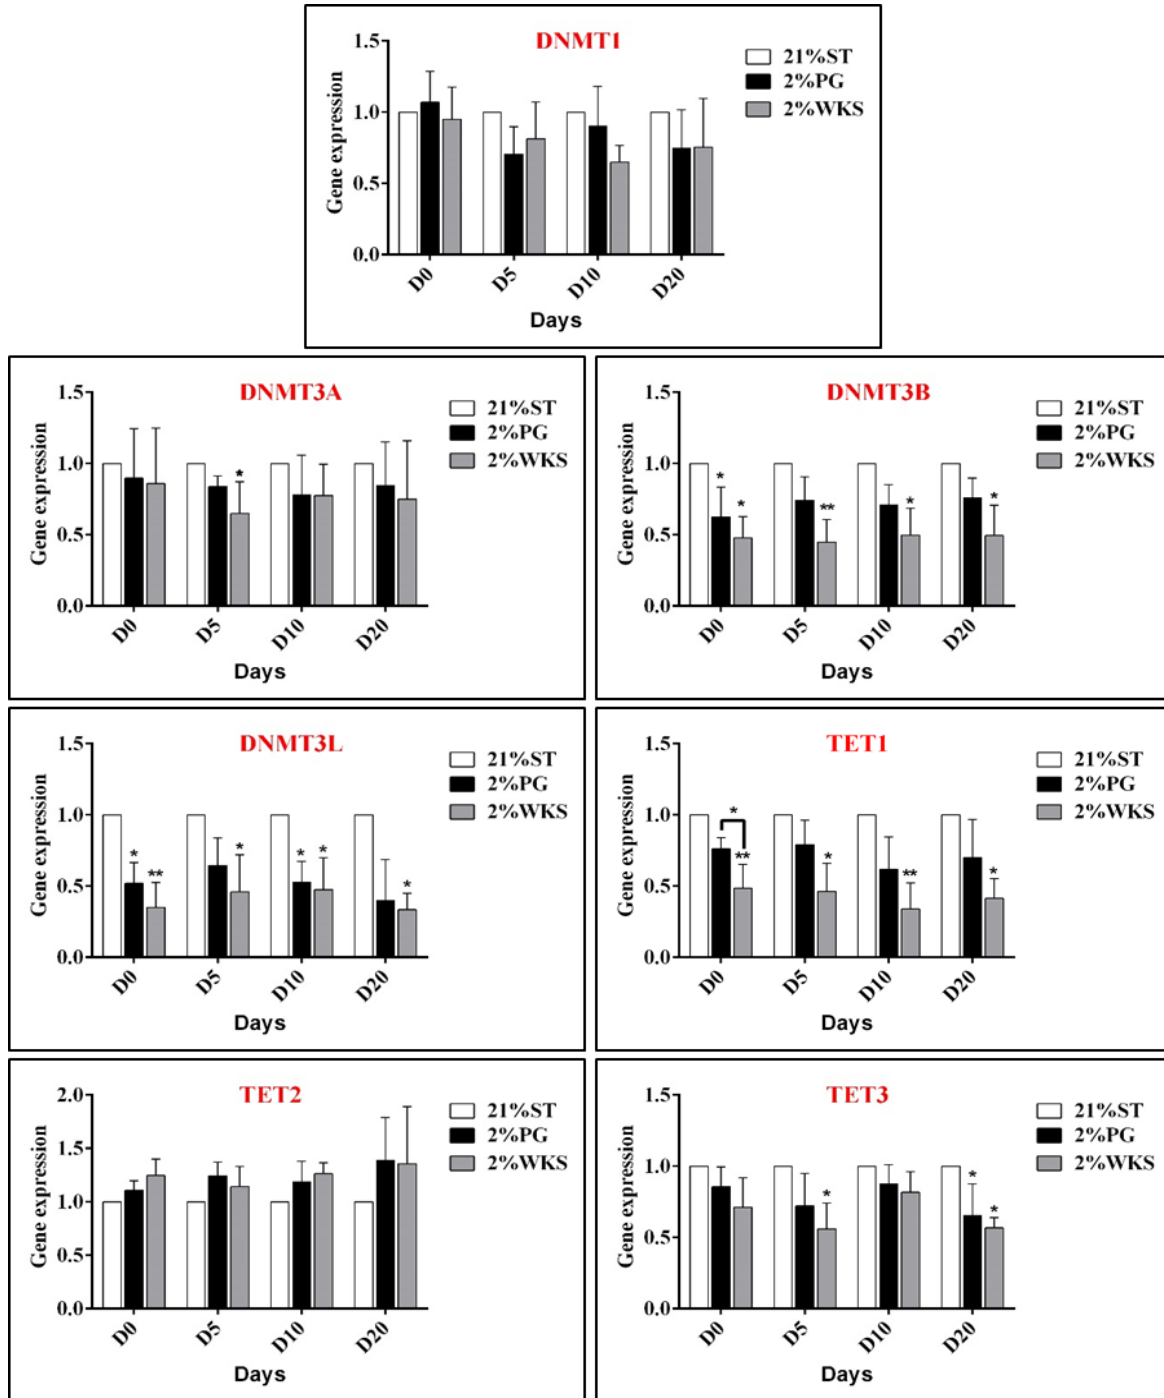 DNMT1
21%ST
2%PG
2%WKS
1.5
1.0
0.5
0.0
Gene expression
D0 D5 D10 D20
Days
DNMT3A
21%ST
2%PG
2%WKS
1.5
1.0
0.5
0.0
Gene expression
*
D0 D5 D10 D20
Days
DNMT3B
21%ST
2%PG
2%WKS
1.5
1.0
0.5
0.0
Gene expression
* * ** * *
D0 D5 D10 D20
Days
DNMT3L
21%ST
2%PG
2%WKS
1.5
1.0
0.5
0.0
Gene expression
* ** * * * *
D0 D5 D10 D20
Days
TET1
21%ST
2%PG
2%WKS
1.5
1.0
0.5
0.0
Gene expression
*
** * ** *
D0 D5 D10 D20
Days
TET2
21%ST
2%PG
2%WKS
2.0
1.5
1.0
0.5
0.0
Gene expression
D0 D5 D10 D20
Days
TET3
21%ST
2%PG
2%WKS
1.5
1.0
0.5
0.0
Gene expression
* * *
D0 D5 D10 D20
Days